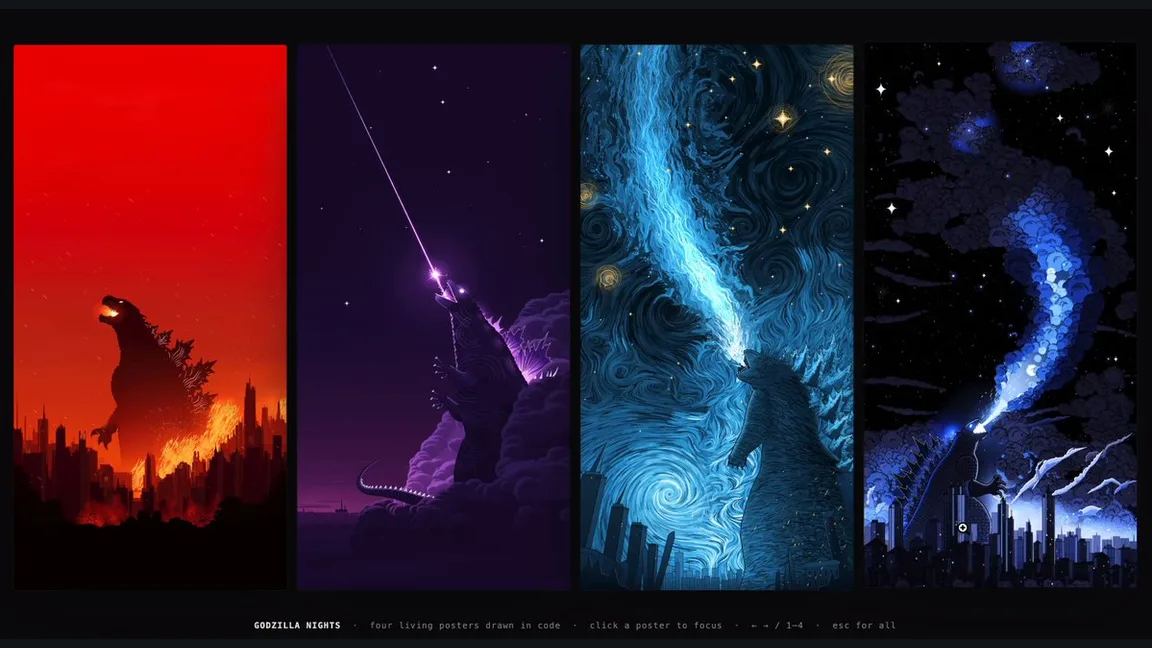 GODZILLA NIGHTS · four living posters drawn in code · click a poster to focus · ← → / 1—4 · esc for all